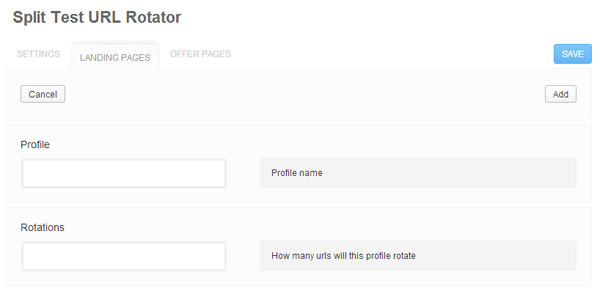 Split Test URL Rotator
SETTINGS LANDING PAGES OFFER PAGES SAVE
Cancel Add
Profile
Profile name
Rotations
How many urls will this profile rotate